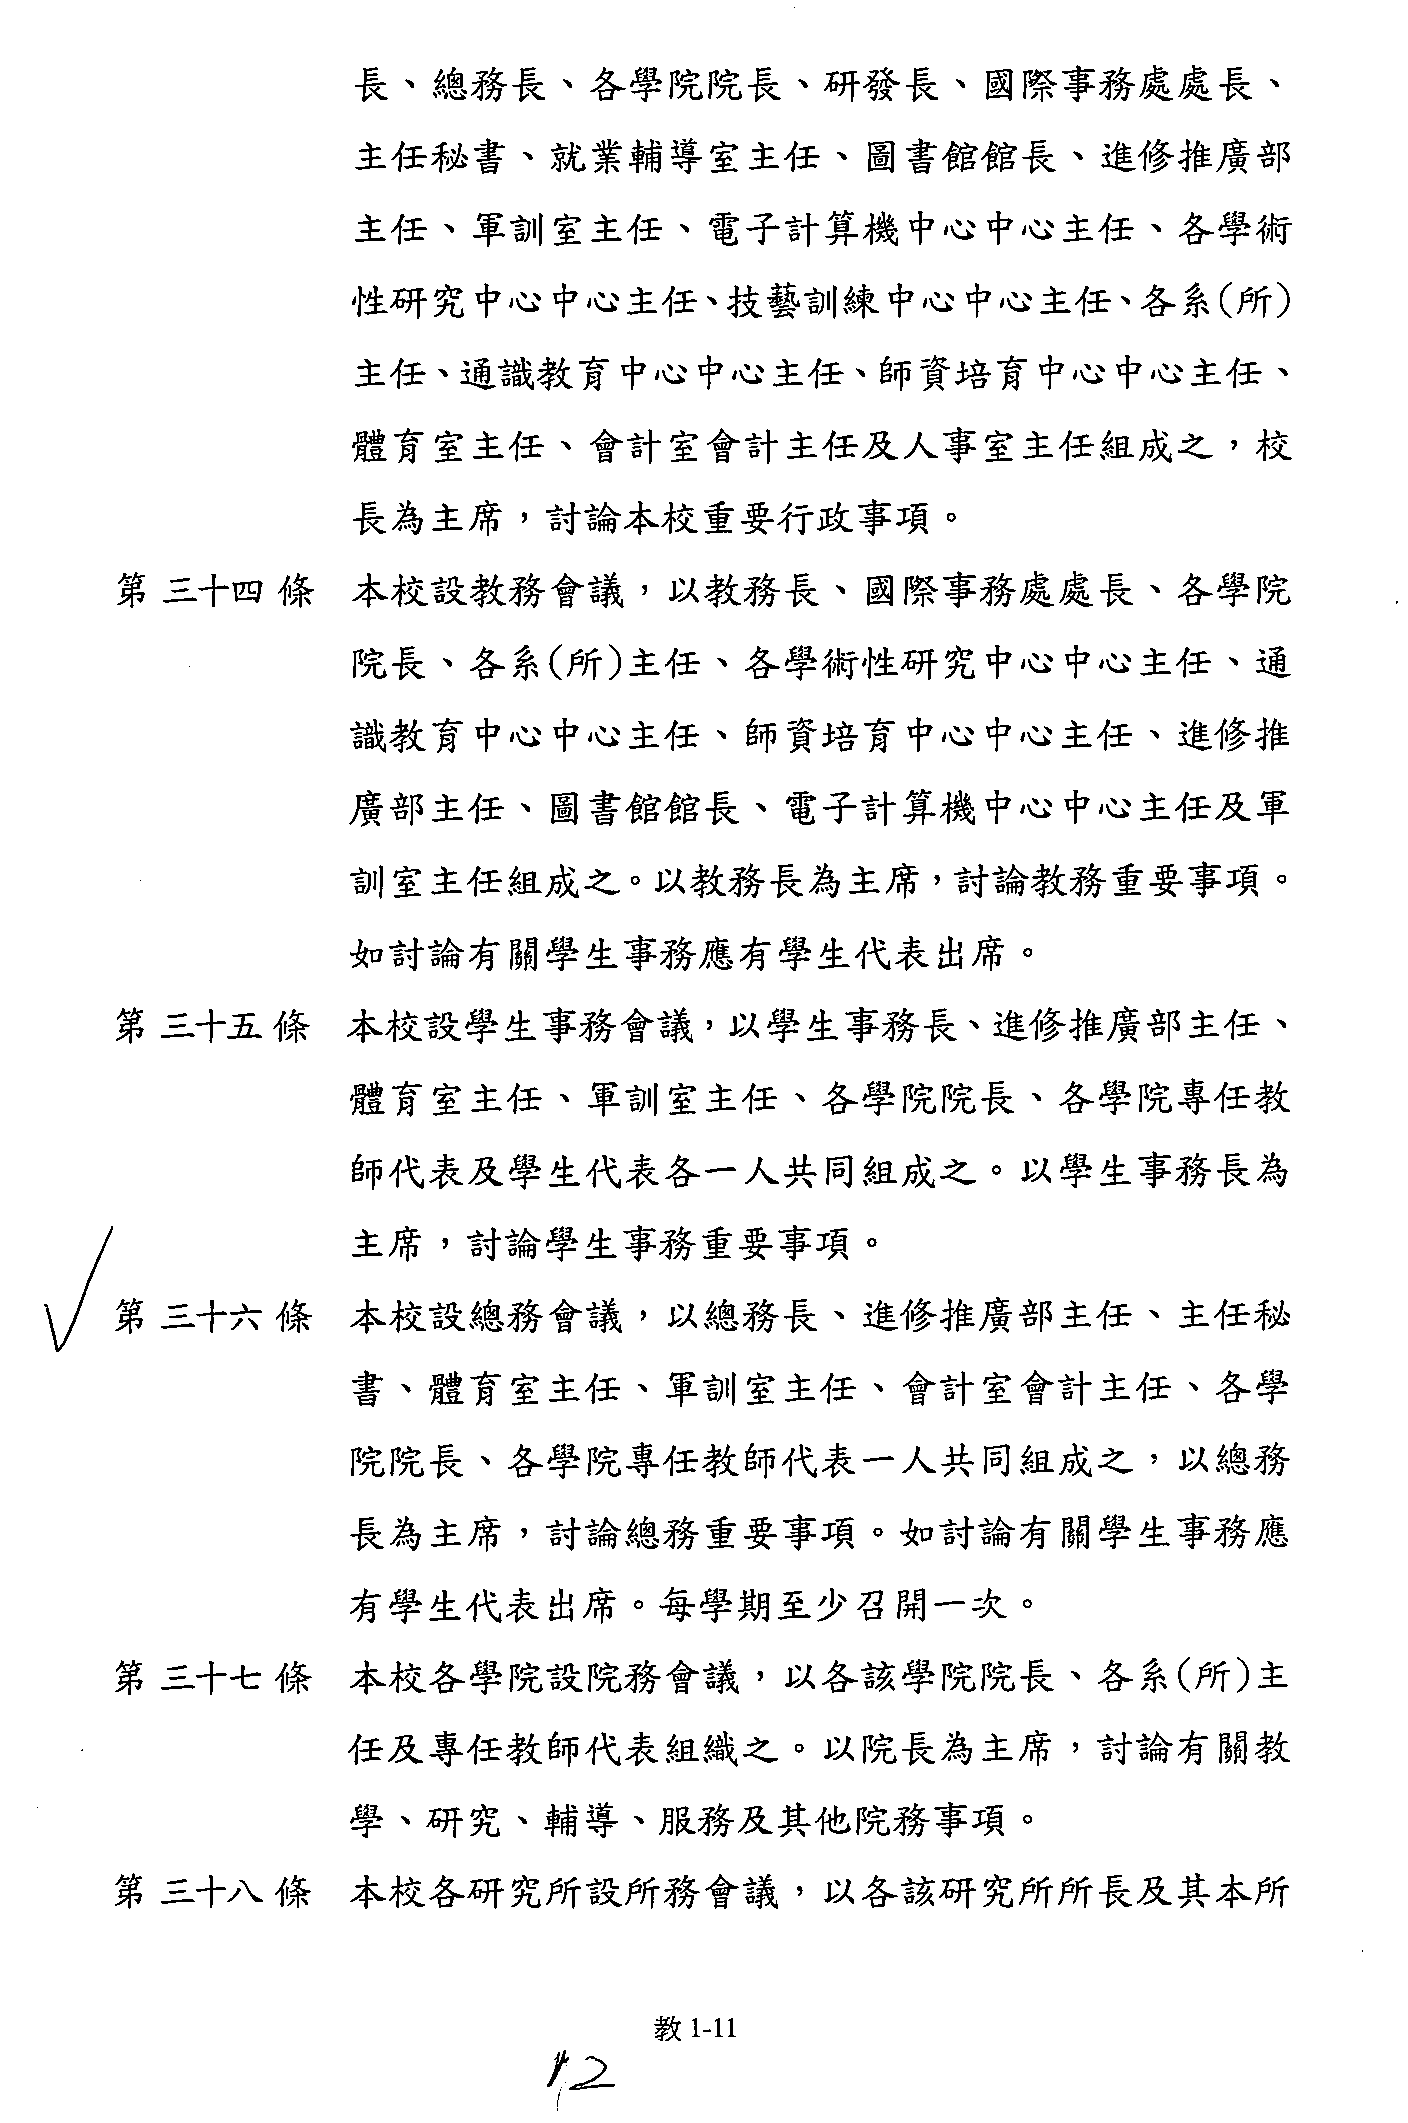 長、總務長、各學院院長、研發長、國際事務處處長、
主任秘書、就業輔導室主任、圖書館館長、進修推廣部
主任、軍訓室主任、電子計算機中心中心主任、各學術
性研究中心中心主任、技藝訓練中心中心主任、各系(所)
主任、通識教育中心中心主任、師資培育中心中心主任、
體育室主任、會計室會計主任及人事室主任組成之，校
長為主席，討論本校重要行政事項。
第 三十四 條 本校設教務會議，以教務長、國際事務處處長、各學院
院長、各系(所)主任、各學術性研究中心中心主任、通
識教育中心中心主任、師資培育中心中心主任、進修推
廣部主任、圖書館館長、電子計算機中心中心主任及軍
訓室主任組成之。以教務長為主席，討論教務重要事項。
如討論有關學生事務應有學生代表出席。
第 三十五 條 本校設學生事務會議，以學生事務長、進修推廣部主任、
體育室主任、軍訓室主任、各學院院長、各學院專任教
師代表及學生代表各一人共同組成之。以學生事務長為
主席，討論學生事務重要事項。
第 三十六 條 本校設總務會議，以總務長、進修推廣部主任、主任秘
書、體育室主任、軍訓室主任、會計室會計主任、各學
院院長、各學院專任教師代表一人共同組成之，以總務
長為主席，討論總務重要事項。如討論有關學生事務應
有學生代表出席。每學期至少召開一次。
第 三十七 條 本校各學院設院務會議，以各該學院院長、各系(所)主
任及專任教師代表組織之。以院長為主席，討論有關教
學、研究、輔導、服務及其他院務事項。
第 三十八 條 本校各研究所設所務會議，以各該研究所所長及其本所
教 1-11
12